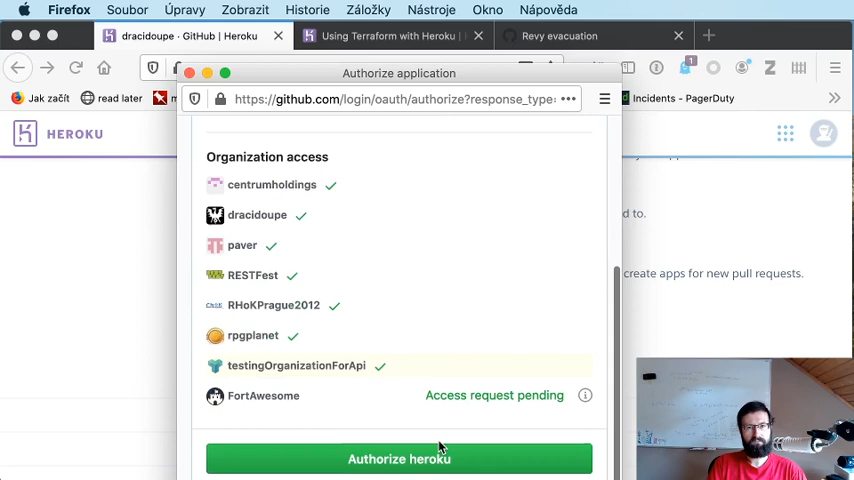 Firefox Soubor Úpravy Zobrazit Historie Záložky Nástroje Okno Nápověda
dracidoupe · GitHub | Heroku Using Terraform with Heroku | Revy evacuation
Authorize application
1
https://github.com/login/oauth/authorize?response_type=
Jak začít read later Incidents - PagerDuty
HEROKU
Organization access
centrumholdings
dracidoupe
d to.
paver
RESTFest
create apps for new pull requests.
RHoKPrague2012
rpgplanet
testingOrganizationForApi
FortAwesome Access request pending
Authorize heroku